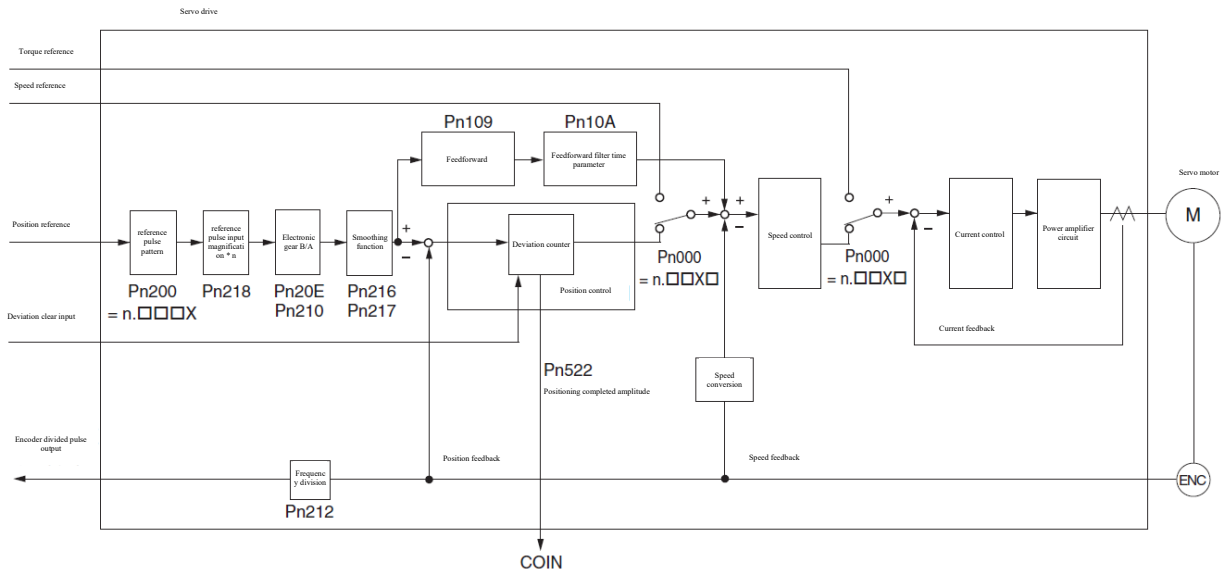 Servo drive
Torque reference
Speed reference
Pn109
Pn10A
Feedforward
Feedforward filter time
parameter
Servo motor
M
Position reference
reference
pulse
pattern
reference
pulse input
magnificati
on * n
Electronic
gear B/A
Smoothing
function
+
−
Deviation counter
Position control
+
+
−
Speed control
+
−
Current control
Power amplifier
circuit
Pn200
= n.□□□X
Pn218
Pn20E
Pn210
Pn216
Pn217
Pn000
= n.□□X□
Pn000
= n.□□X□
Deviation clear input
Current feedback
Pn522
Positioning completed amplitude
Speed
conversion
Encoder divided pulse
output
Position feedback
Speed feedback
Frequenc
y division
Pn212
ENC
COIN